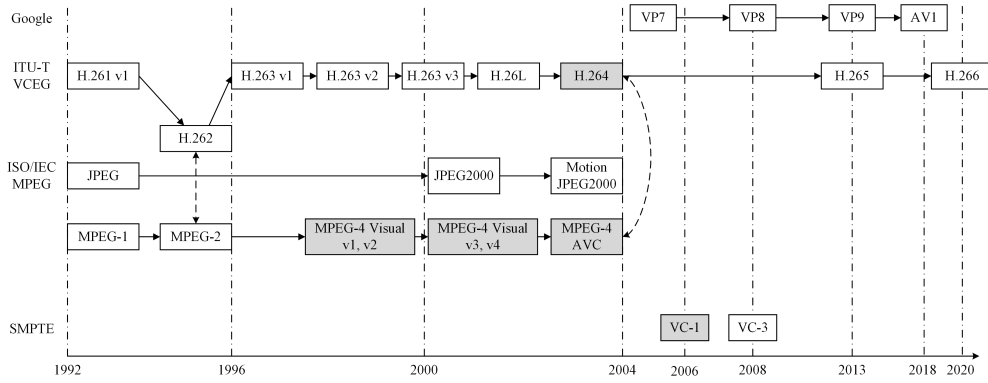 Google
VP7
VP8
VP9
AV1
ITU-T
VCEG
H.261 v1
H.263 v1
H.263 v2
H.263 v3
H.26L
H.264
H.265
H.266
H.262
ISO/IEC
MPEG
JPEG
JPEG2000
Motion
JPEG2000
MPEG-1
MPEG-2
MPEG-4 Visual
v1, v2
MPEG-4 Visual
v3, v4
MPEG-4
AVC
SMPTE
VC-1
VC-3
1992
1996
2000
2004
2006
2008
2013
2018
2020